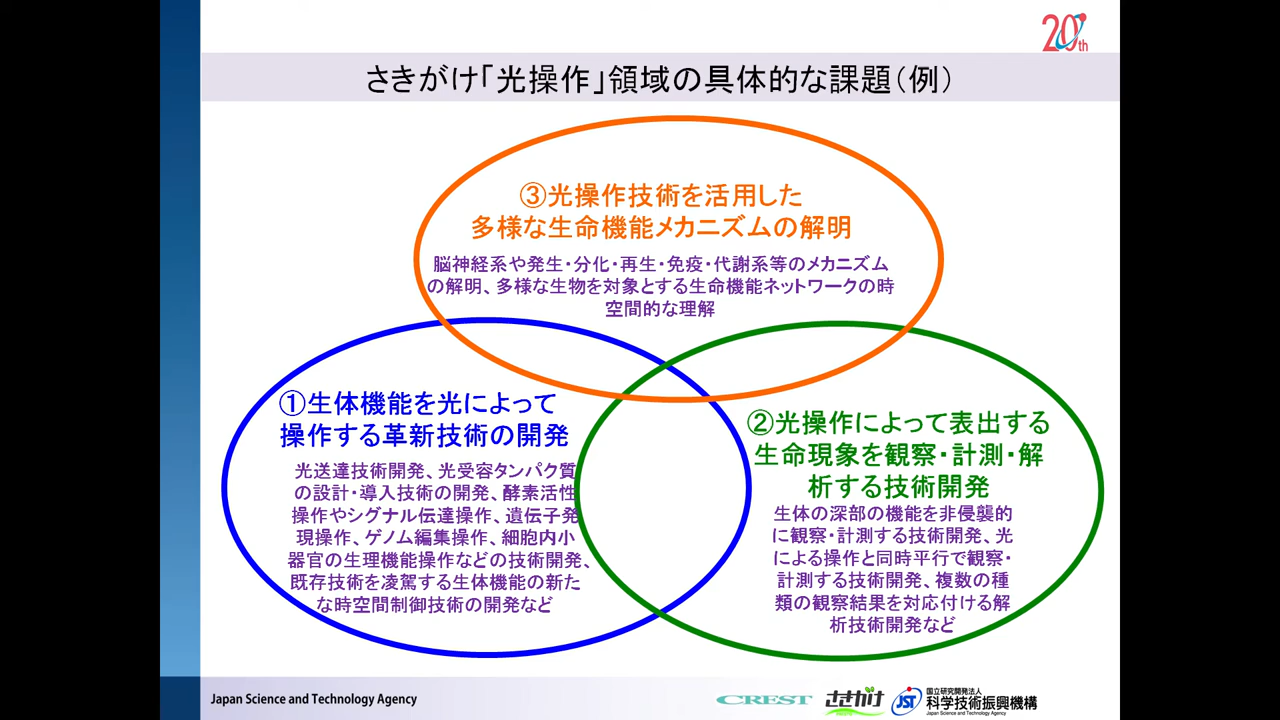 20th
さきがけ「光操作」領域の具体的な課題(例)
③光操作技術を活用した
多様な生命機能メカニズムの解明
脳神経系や発生・分化・再生・免疫・代謝系等のメカニズム
の解明、多様な生物を対象とする生命機能ネットワークの時
空間的な理解
①生体機能を光によって
操作する革新技術の開発
光送達技術開発、光受容タンパク質
の設計・導入技術の開発、酵素活性
操作やシグナル伝達操作、遺伝子発
現操作、ゲノム編集操作、細胞内小
器官の生理機能操作などの技術開発、
既存技術を凌駕する生体機能の新た
な時空間制御技術の開発など
②光操作によって表出する
生命現象を観察・計測・解
析する技術開発
生体の深部の機能を非侵襲的
に観察・計測する技術開発、光
による操作と同時平行で観察・
計測する技術開発、複数の種
類の観察結果を対応付ける解
析技術開発など
Japan Science and Technology Agency
CREST
さきがけ
JST
国立研究開発法人
科学技術振興機構
Japan Science and Technology Agency